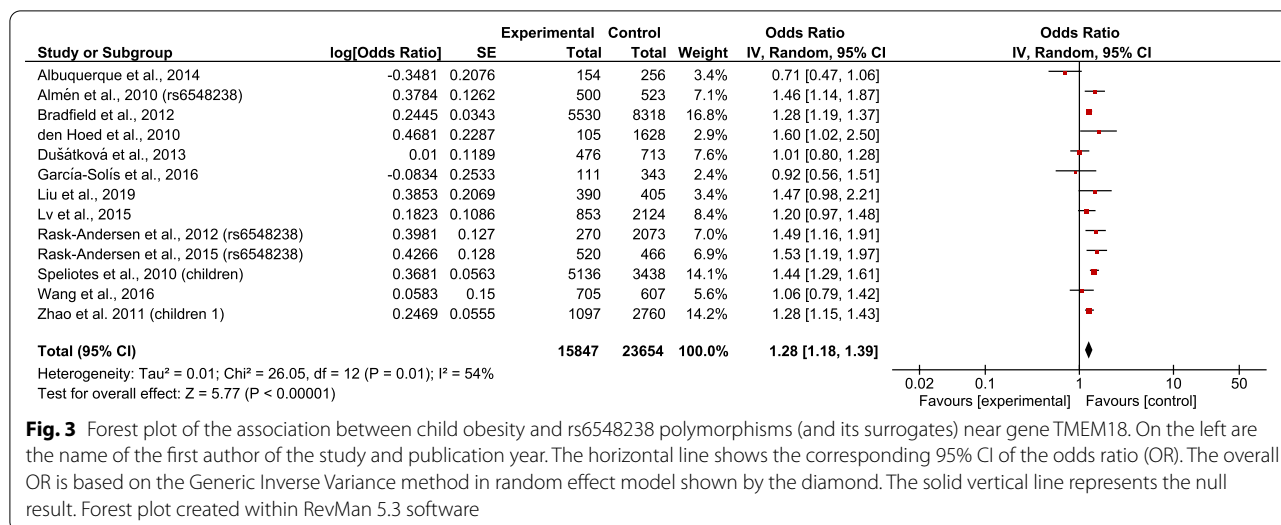 Experimental Control Odds Ratio Odds Ratio
Study or Subgroup log[Odds Ratio] SE Total Total Weight IV, Random, 95% CI IV, Random, 95% CI
Albuquerque et al., 2014 -0.3481 0.2076 154 256 3.4% 0.71 [0.47, 1.06]
Almén et al., 2010 (rs6548238) 0.3784 0.1262 500 523 7.1% 1.46 [1.14, 1.87]
Bradfield et al., 2012 0.2445 0.0343 5530 8318 16.8% 1.28 [1.19, 1.37]
den Hoed et al., 2010 0.4681 0.2287 105 1628 2.9% 1.60 [1.02, 2.50]
Dušátková et al., 2013 0.01 0.1189 476 713 7.6% 1.01 [0.80, 1.28]
García-Solís et al., 2016 -0.0834 0.2533 111 343 2.4% 0.92 [0.56, 1.51]
Liu et al., 2019 0.3853 0.2069 390 405 3.4% 1.47 [0.98, 2.21]
Lv et al., 2015 0.1823 0.1086 853 2124 8.4% 1.20 [0.97, 1.48]
Rask-Andersen et al., 2012 (rs6548238) 0.3981 0.127 270 2073 7.0% 1.49 [1.16, 1.91]
Rask-Andersen et al., 2015 (rs6548238) 0.4266 0.128 520 466 6.9% 1.53 [1.19, 1.97]
Speliotes et al., 2010 (children) 0.3681 0.0563 5136 3438 14.1% 1.44 [1.29, 1.61]
Wang et al., 2016 0.0583 0.15 705 607 5.6% 1.06 [0.79, 1.42]
Zhao et al. 2011 (children 1) 0.2469 0.0555 1097 2760 14.2% 1.28 [1.15, 1.43]
Total (95% CI) 15847 23654 100.0% 1.28 [1.18, 1.39]
Heterogeneity: Tau² = 0.01; Chi² = 26.05, df = 12 (P = 0.01); I² = 54%
Test for overall effect: Z = 5.77 (P < 0.00001)
0.02 0.1 1 10 50
Favours [experimental] Favours [control]
Fig. 3 Forest plot of the association between child obesity and rs6548238 polymorphisms (and its surrogates) near gene TMEM18. On the left are
the name of the first author of the study and publication year. The horizontal line shows the corresponding 95% CI of the odds ratio (OR). The overall
OR is based on the Generic Inverse Variance method in random effect model shown by the diamond. The solid vertical line represents the null
result. Forest plot created within RevMan 5.3 software